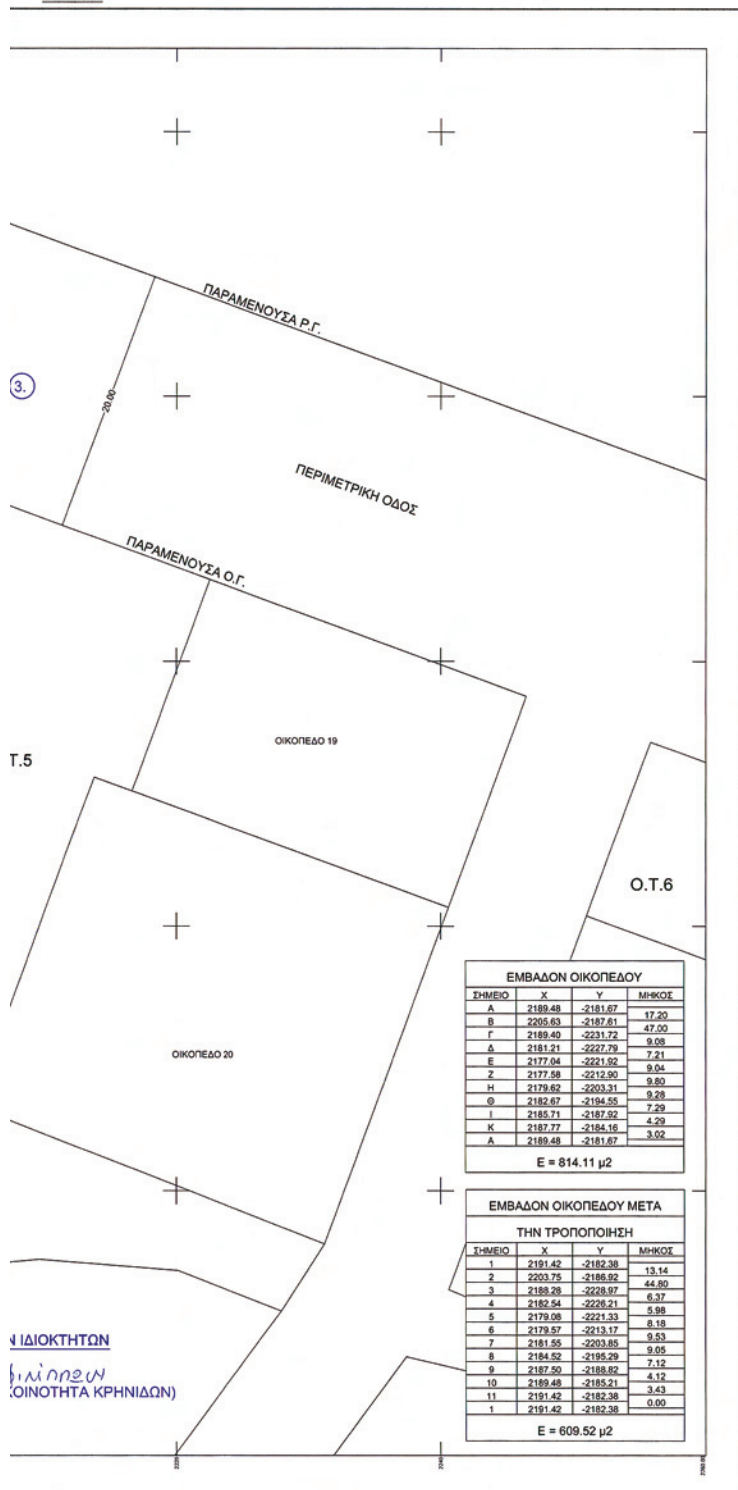 ΠΑΡΑΜΕΝΟΥΣΑ Ρ.Γ.
3.
20.00
ΠΕΡΙΜΕΤΡΙΚΗ ΟΔΟΣ
ΠΑΡΑΜΕΝΟΥΣΑ Ο.Γ.
ΟΙΚΟΠΕΔΟ 19
Τ.5
Ο.Τ.6
ΟΙΚΟΠΕΔΟ 20
ΕΜΒΑΔΟΝ ΟΙΚΟΠΕΔΟΥ
ΣΗΜΕΙΟ X Y ΜΗΚΟΣ
Α 2189.48 -2181.67
17.20
Β 2205.63 -2187.61
47.00
Γ 2189.40 -2231.72
9.08
Δ 2181.21 -2227.79
7.21
Ε 2177.04 -2221.92
9.04
Ζ 2177.58 -2212.90
9.80
Η 2179.62 -2203.31
9.28
Θ 2182.67 -2194.55
7.29
Ι 2185.71 -2187.92
4.29
Κ 2187.77 -2184.16
3.02
Α 2189.48 -2181.67
Ε = 814.11 μ2
ΕΜΒΑΔΟΝ ΟΙΚΟΠΕΔΟΥ ΜΕΤΑ
ΤΗΝ ΤΡΟΠΟΠΟΙΗΣΗ
ΣΗΜΕΙΟ X Y ΜΗΚΟΣ
1 2191.42 -2182.38
13.14
2 2203.75 -2186.92
44.80
3 2188.28 -2228.97
6.37
4 2182.54 -2226.21
5.98
5 2179.08 -2221.33
8.18
6 2179.57 -2213.17
9.53
7 2181.55 -2203.85
9.05
8 2184.52 -2195.29
7.12
9 2187.50 -2188.82
4.12
10 2189.48 -2185.21
3.43
11 2191.42 -2182.38
0.00
1 2191.42 -2182.38
Ε = 609.52 μ2
Ν ΙΔΙΟΚΤΗΤΩΝ
ΚΟΙΝΟΤΗΤΑ ΚΡΗΝΙΔΩΝ)
2220
2240
2260.00